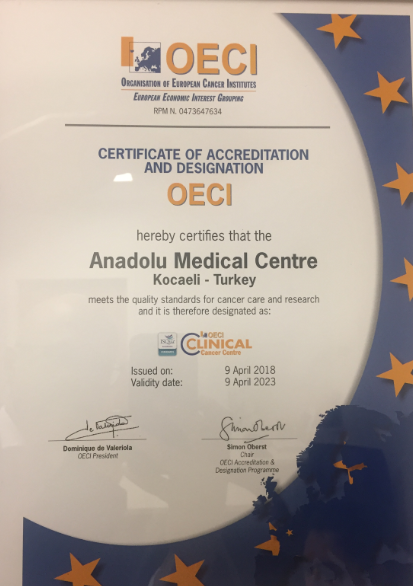 OECI
ORGANISATION OF EUROPEAN CANCER INSTITUTES
EUROPEAN ECONOMIC INTEREST GROUPING
RPM N. 0473647634
CERTIFICATE OF ACCREDITATION
AND DESIGNATION
OECI
hereby certifies that the
Anadolu Medical Centre
Kocaeli - Turkey
meets the quality standards for cancer care and research
and it is therefore designated as:
OECI
CLINICAL
Cancer Centre
Issued on: 9 April 2018
Validity date: 9 April 2023
Dominique de Valeriola
OECI President
Simon Oberst
Chair
OECI Accreditation &
Designation Programme